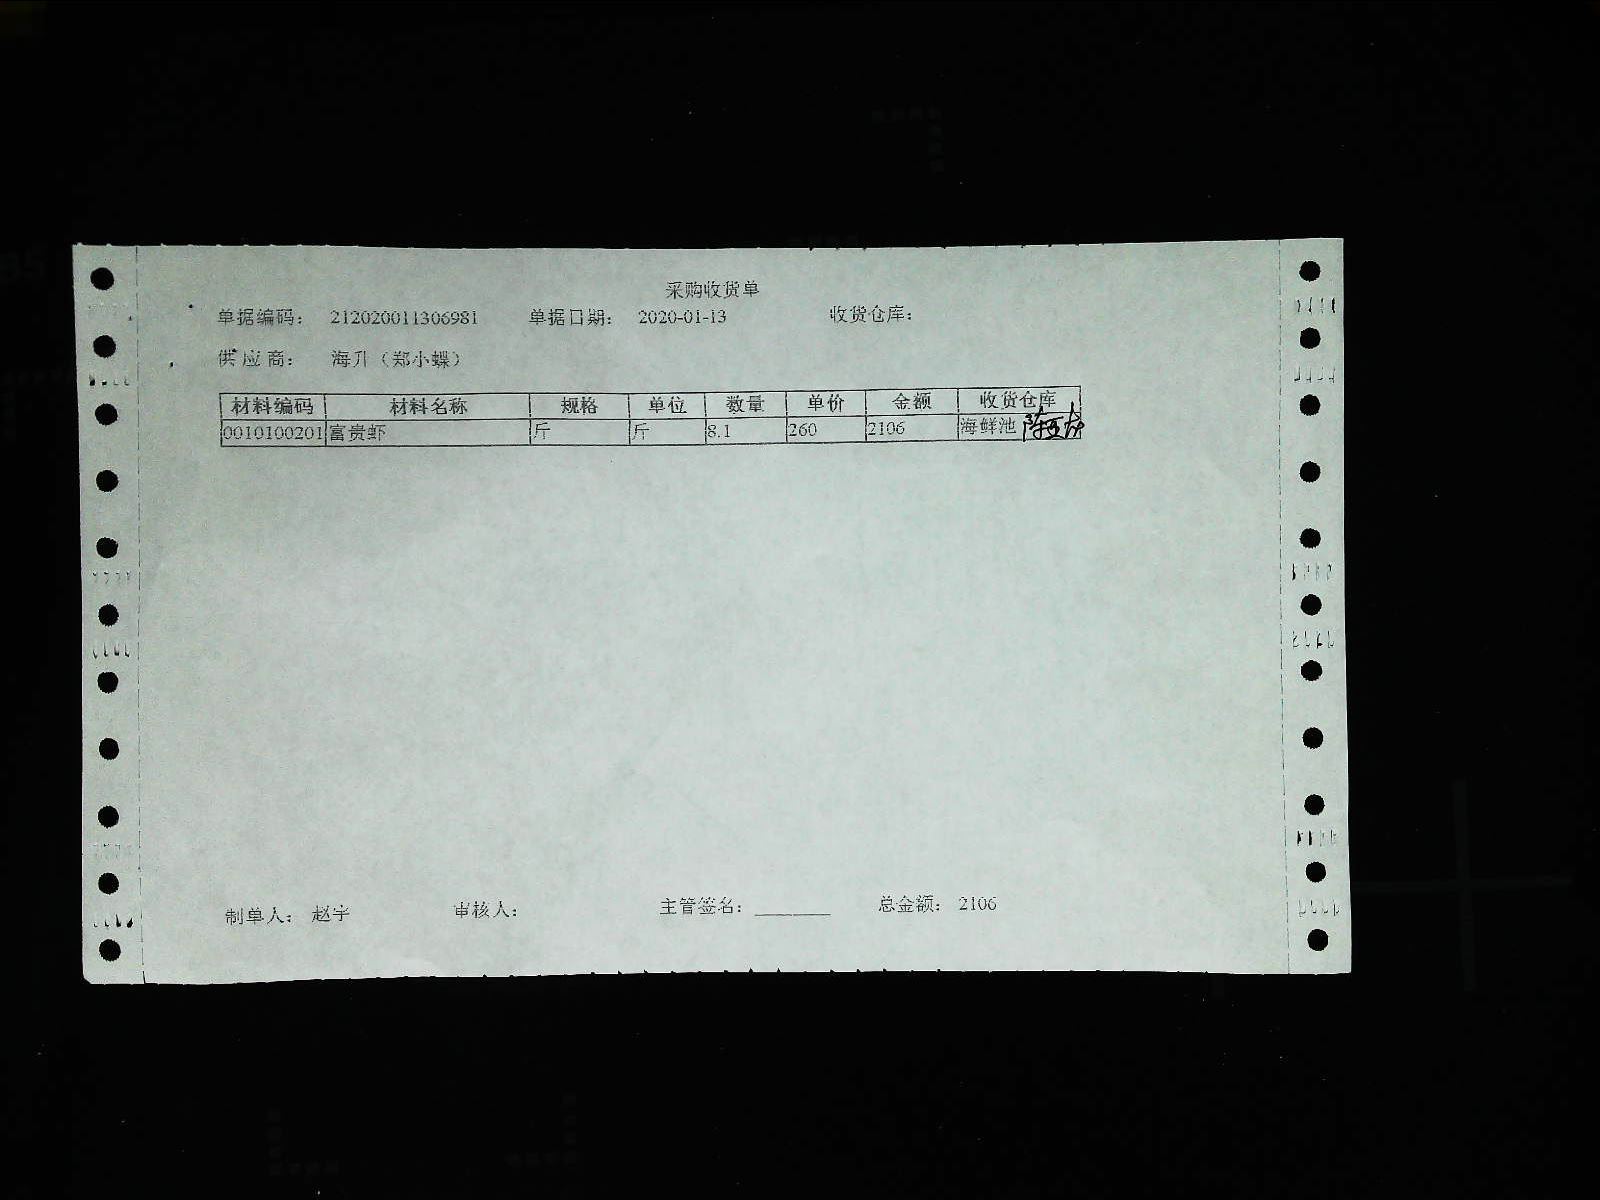 采购收货单
单据编码： 212020011306981 单据日期： 2020-01-13 收货仓库：
供应商： 海升（郑小蝶）
材料编码 材料名称 规格 单位 数量 单价 金额 收货仓库
0010100201 富贵虾 斤 斤 8.1 260 2106 海鲜池
制单人： 赵宇 审核人： 主管签名： ________ 总金额： 2106